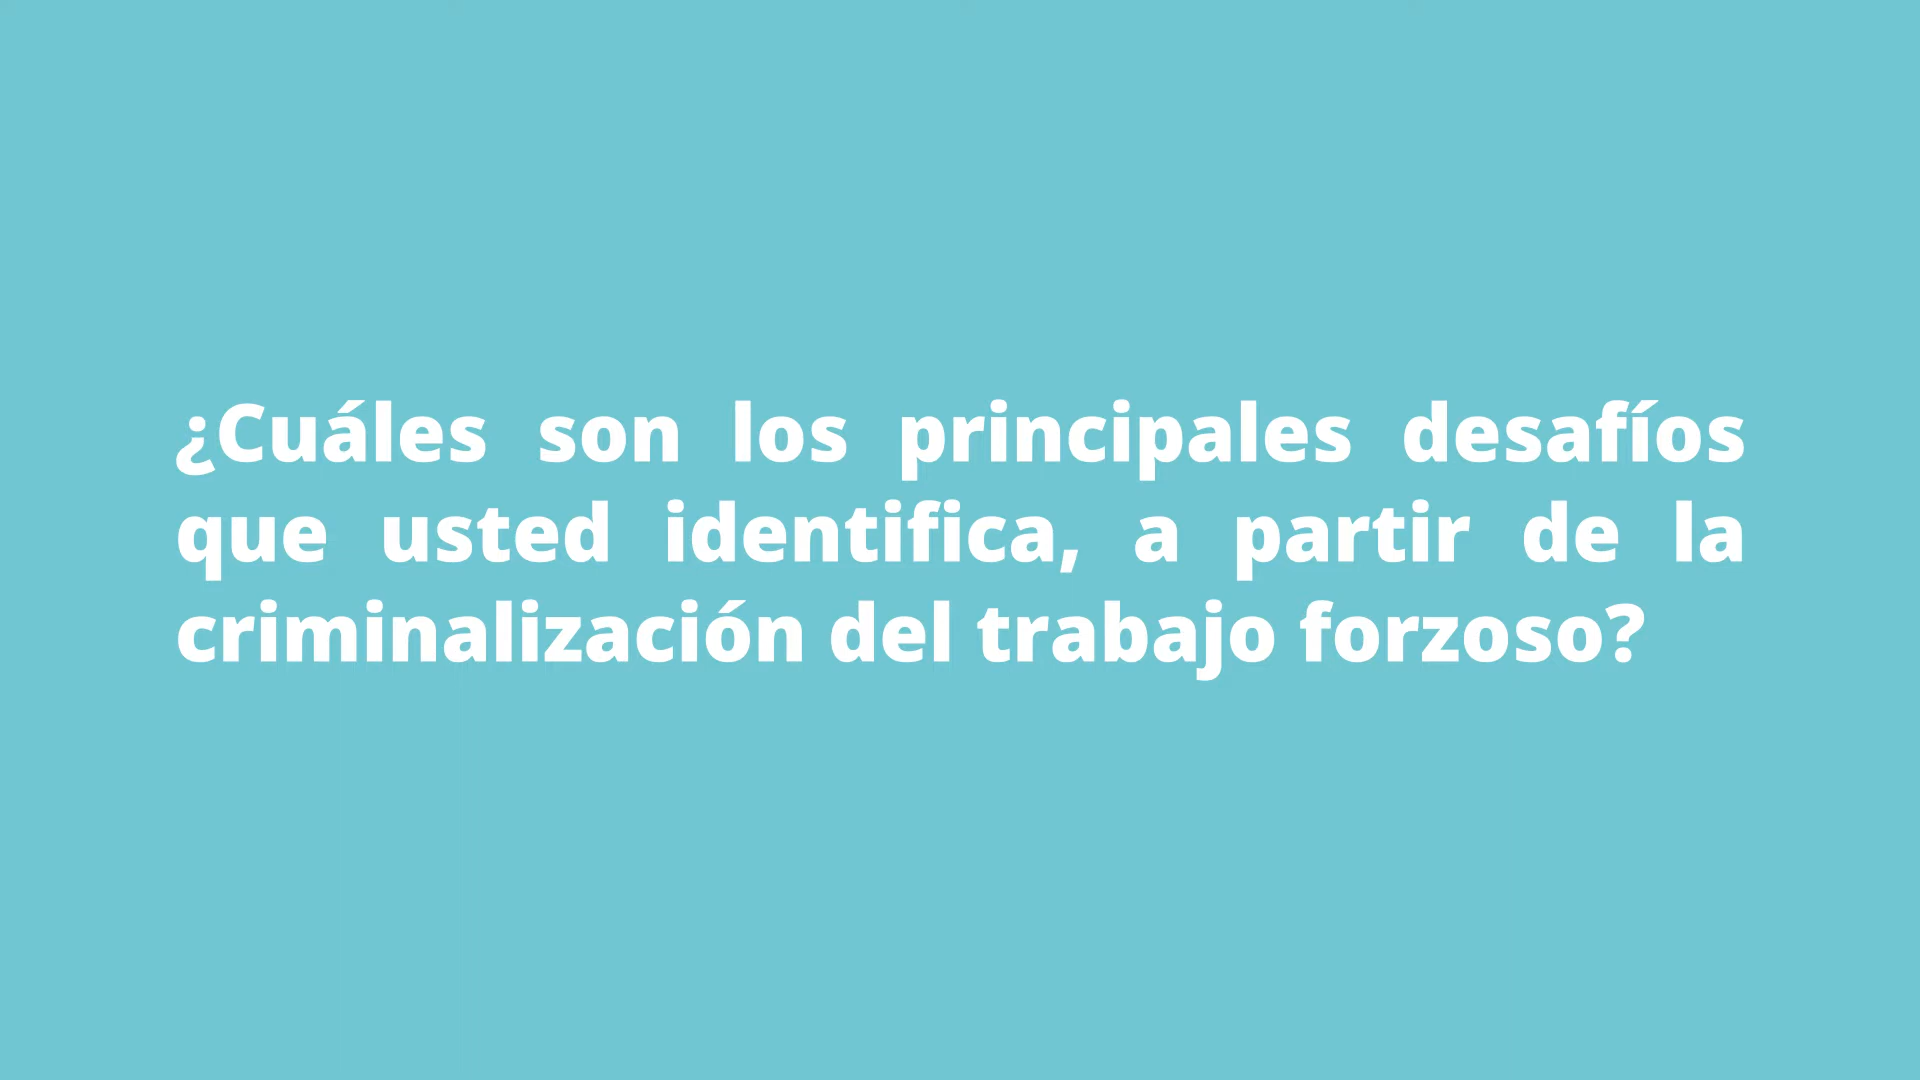 ¿Cuáles son los principales desafíos
que usted identifica, a partir de la
criminalización del trabajo forzoso?